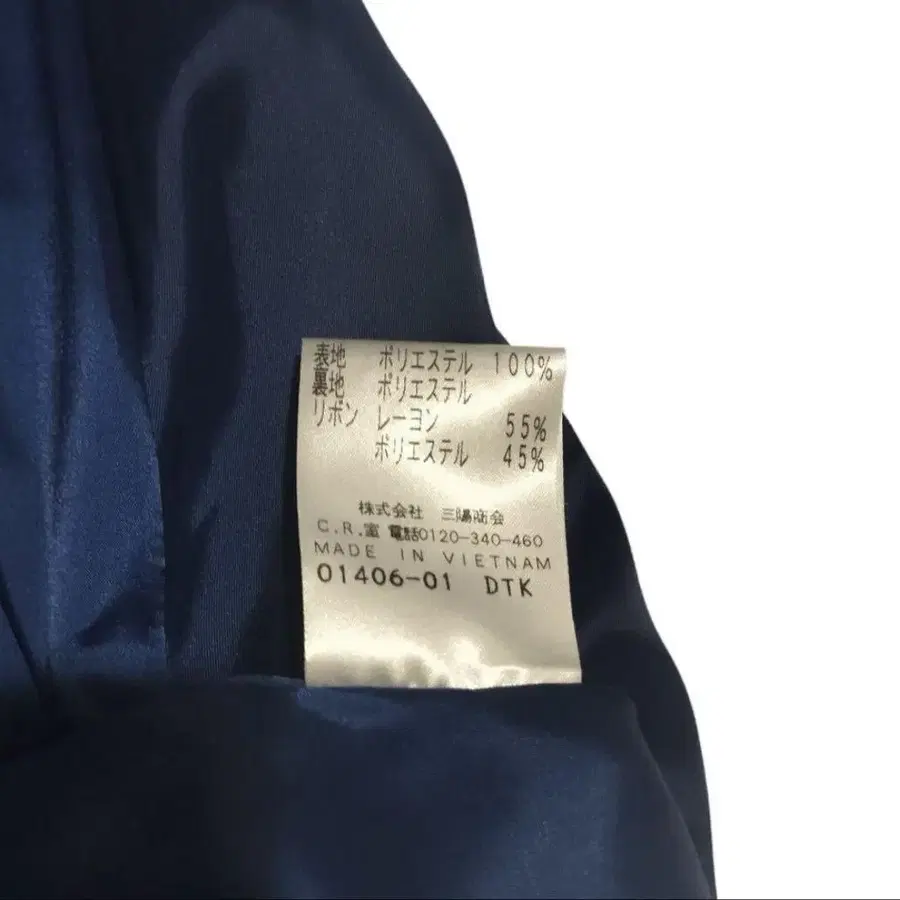 表地 ポリエステル 100%
裏地 ポリエステル
リボン レーヨン 55%
ポリエステル 45%
株式会社 三陽商会
C.R.室 電話0120-340-460
MADE IN VIETNAM
01406-01 DTK